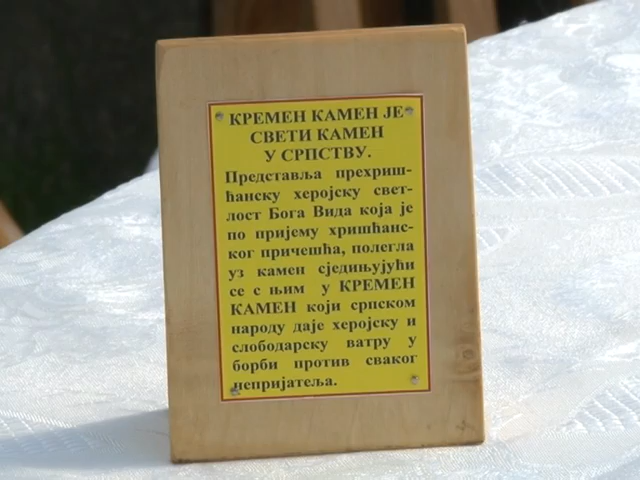 КРЕМЕН КАМЕН ЈЕ
СВЕТИ КАМЕН
У СРПСТВУ.
Представља прехриш-
ћанску херојску свет-
лост Бога Вида која је
по пријему хришћанс-
ког причешћа, полегла
уз камен сједињујући
се с њим у КРЕМЕН
КАМЕН који српском
народу даје херојску и
слободарску ватру у
борби против сваког
непријатеља.